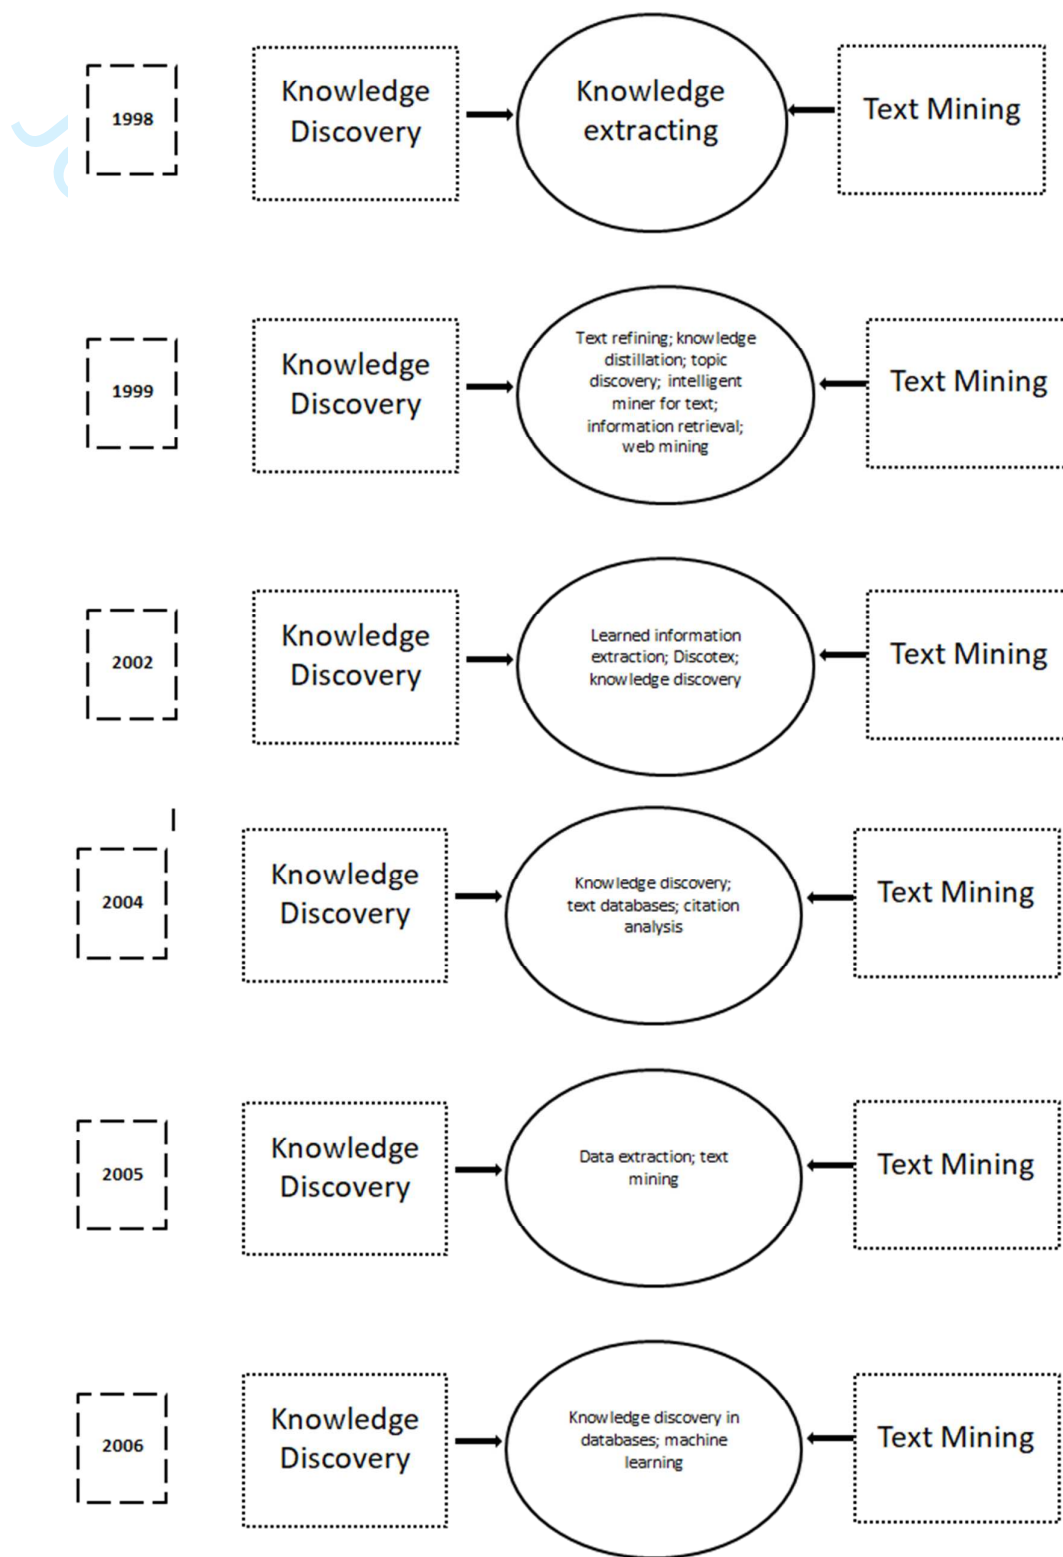 1998
Knowledge
Discovery
Knowledge
extracting
Text Mining
1999
Knowledge
Discovery
Text refining; knowledge
distillation; topic
discovery; intelligent
miner for text;
information retrieval;
web mining
Text Mining
2002
Knowledge
Discovery
Learned information
extraction; Discotex;
knowledge discovery
Text Mining
2004
Knowledge
Discovery
Knowledge discovery;
text databases; citation
analysis
Text Mining
2005
Knowledge
Discovery
Data extraction; text
mining
Text Mining
2006
Knowledge
Discovery
Knowledge discovery in
databases; machine
learning
Text Mining